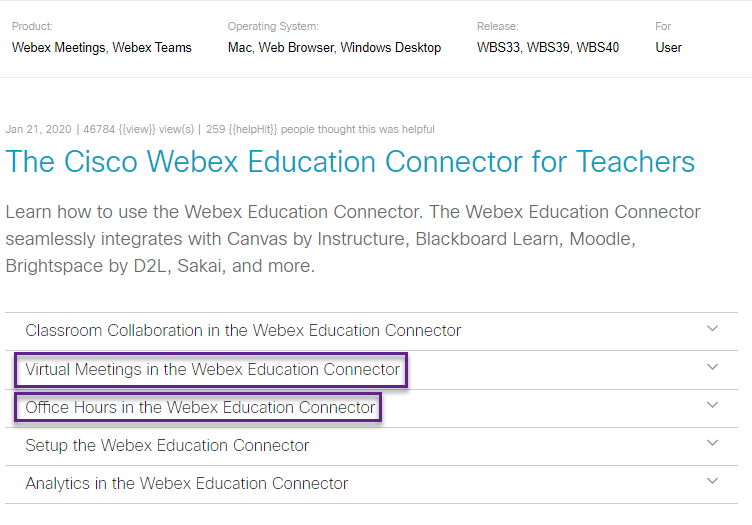 Product: Operating System: Release: For
Webex Meetings, Webex Teams Mac, Web Browser, Windows Desktop WBS33, WBS39, WBS40 User
Jan 21, 2020 | 46784 {{view}} view(s) | 259 {{helpHit}} people thought this was helpful
The Cisco Webex Education Connector for Teachers
Learn how to use the Webex Education Connector. The Webex Education Connector
seamlessly integrates with Canvas by Instructure, Blackboard Learn, Moodle,
Brightspace by D2L, Sakai, and more.
Classroom Collaboration in the Webex Education Connector
Virtual Meetings in the Webex Education Connector
Office Hours in the Webex Education Connector
Setup the Webex Education Connector
Analytics in the Webex Education Connector